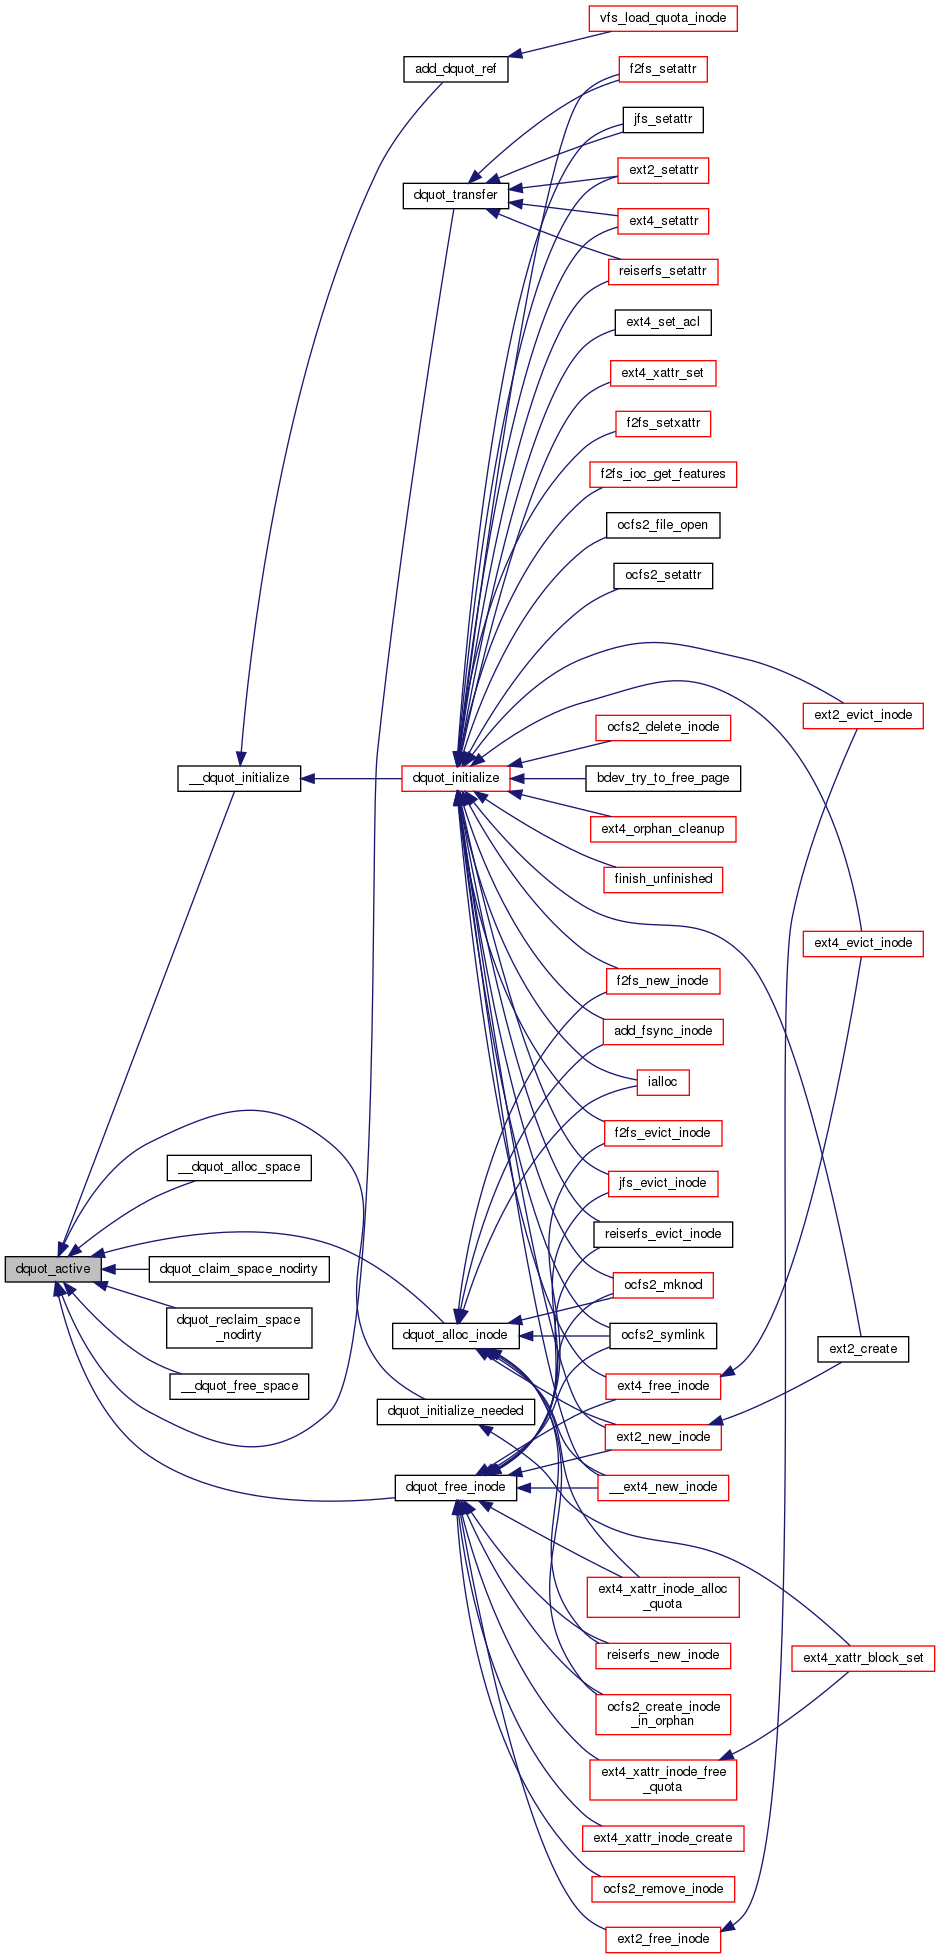 vfs_load_quota_inode
add_dquot_ref
f2fs_setattr
jfs_setattr
ext2_setattr
dquot_transfer
ext4_setattr
reiserfs_setattr
ext4_set_acl
ext4_xattr_set
f2fs_setxattr
f2fs_ioc_get_features
ocfs2_file_open
ocfs2_setattr
ext2_evict_inode
ocfs2_delete_inode
__dquot_initialize
dquot_initialize
bdev_try_to_free_page
ext4_orphan_cleanup
finish_unfinished
ext4_evict_inode
f2fs_new_inode
add_fsync_inode
ialloc
f2fs_evict_inode
__dquot_alloc_space
jfs_evict_inode
reiserfs_evict_inode
dquot_active
dquot_claim_space_nodirty
ocfs2_mknod
dquot_reclaim_space
_nodirty
dquot_alloc_inode
ocfs2_symlink
ext2_create
__dquot_free_space
ext4_free_inode
dquot_initialize_needed
ext2_new_inode
dquot_free_inode
__ext4_new_inode
ext4_xattr_inode_alloc
_quota
reiserfs_new_inode
ext4_xattr_block_set
ocfs2_create_inode
_in_orphan
ext4_xattr_inode_free
_quota
ext4_xattr_inode_create
ocfs2_remove_inode
ext2_free_inode